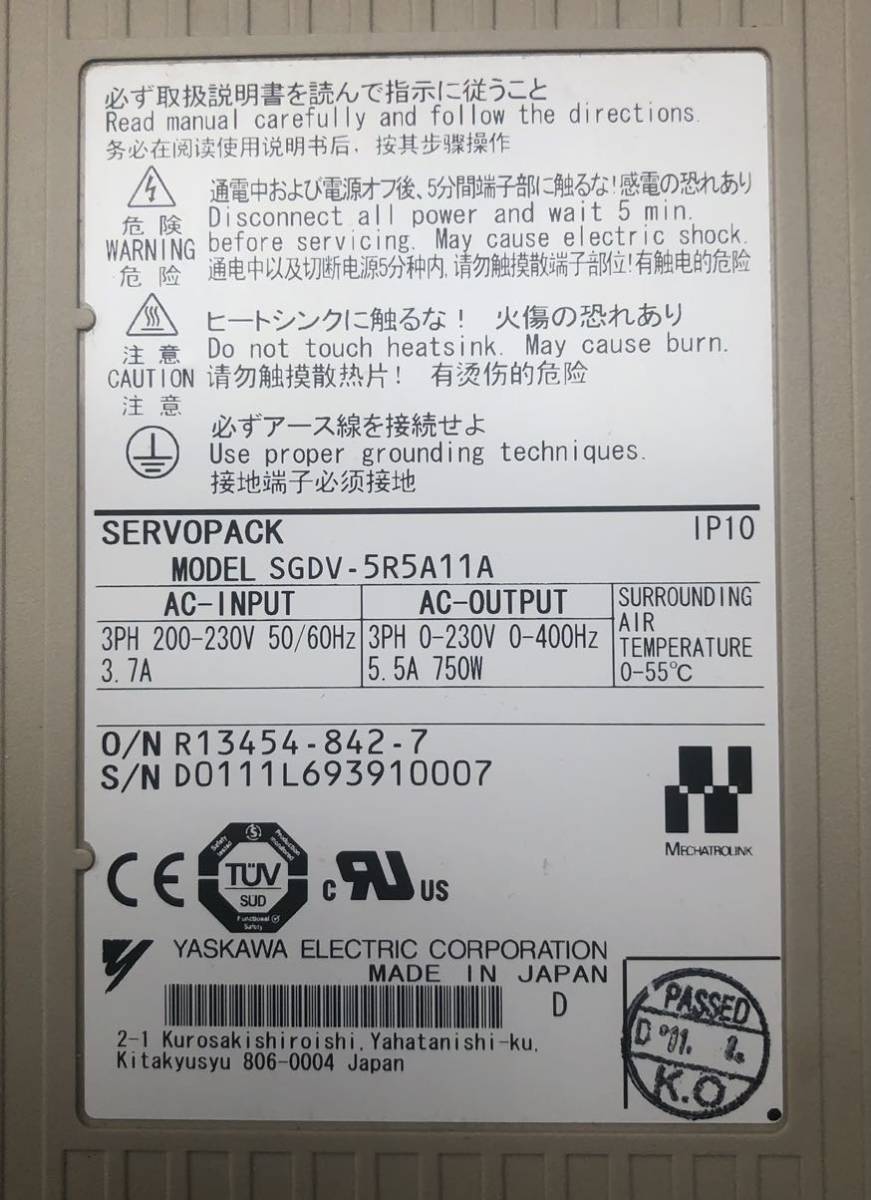 必ず取扱説明書を読んで指示に従うこと
Read manual carefully and follow the directions.
务必在阅读使用说明书后，按其步骤操作
危 険
WARNING
危 险
通電中および電源オフ後、5分間端子部に触るな！感電の恐れあり
Disconnect all power and wait 5 min.
before servicing. May cause electric shock.
通电中以及切断电源5分种内，请勿触摸散端子部位！有触电的危险
注 意
CAUTION
注 意
ヒートシンクに触るな！ 火傷の恐れあり
Do not touch heatsink. May cause burn.
请勿触摸散热片！ 有烫伤的危险
必ずアース線を接続せよ
Use proper grounding techniques.
接地端子必须接地
SERVOPACK IP10
MODEL SGDV-5R5A11A
AC-INPUT
3PH 200-230V 50/60Hz
3.7A
AC-OUTPUT
3PH 0-230V 0-400Hz
5.5A 750W
SURROUNDING
AIR
TEMPERATURE
0-55℃
O/N R13454-842-7
S/N D0111L693910007
MECHATROLINK
CE
Safety tested
Production monitored
TÜV
SÜD
Functional
Safety
c RU US
YASKAWA ELECTRIC CORPORATION
MADE IN JAPAN
D
2-1 Kurosakishiroishi, Yahatanishi-ku,
Kitakyusyu 806-0004 Japan
PASSED
D '11.
K.O